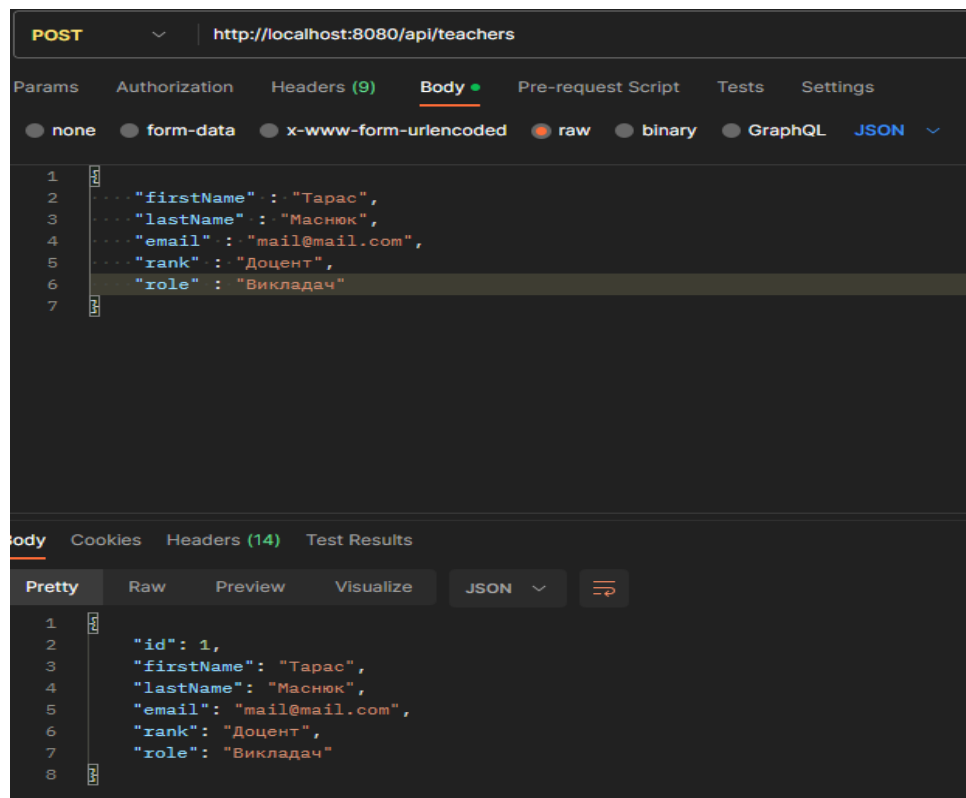 POST http://localhost:8080/api/teachers
Params Authorization Headers (9) Body Pre-request Script Tests Settings
none form-data x-www-form-urlencoded raw binary GraphQL JSON
1 {
2 "firstName" : "Тарас",
3 "lastName" : "Маснюк",
4 "email" : "mail@mail.com",
5 "rank" : "Доцент",
6 "role" : "Викладач"
7 }
Body Cookies Headers (14) Test Results
Pretty Raw Preview Visualize JSON
1 {
2 "id": 1,
3 "firstName": "Тарас",
4 "lastName": "Маснюк",
5 "email": "mail@mail.com",
6 "rank": "Доцент",
7 "role": "Викладач"
8 }